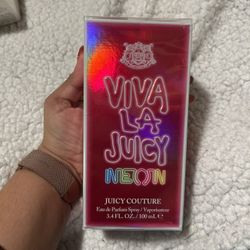 VIVA
LA
JUICY
NEON
JUICY COUTURE
Eau de Parfum Spray / Vaporisateur
3.4 FL. OZ. / 100 mL ℮